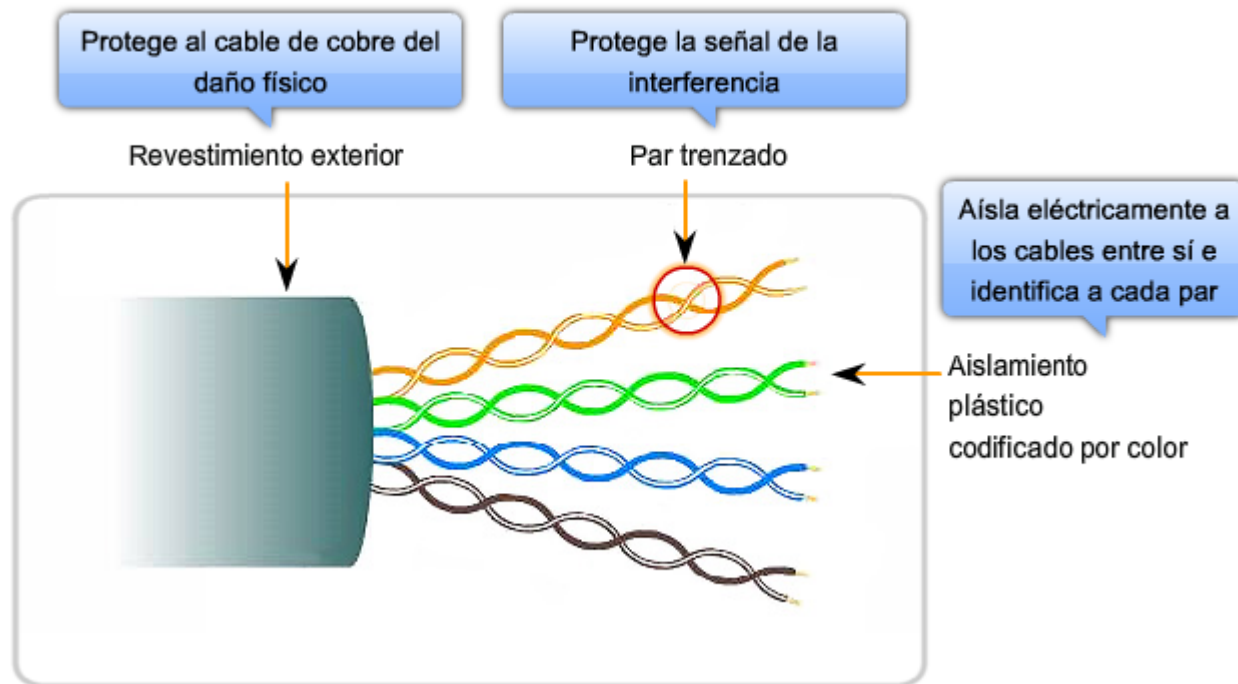 Protege al cable de cobre del
daño físico
Revestimiento exterior
Protege la señal de la
interferencia
Par trenzado
Aísla eléctricamente a
los cables entre sí e
identifica a cada par
Aislamiento
plástico
codificado por color